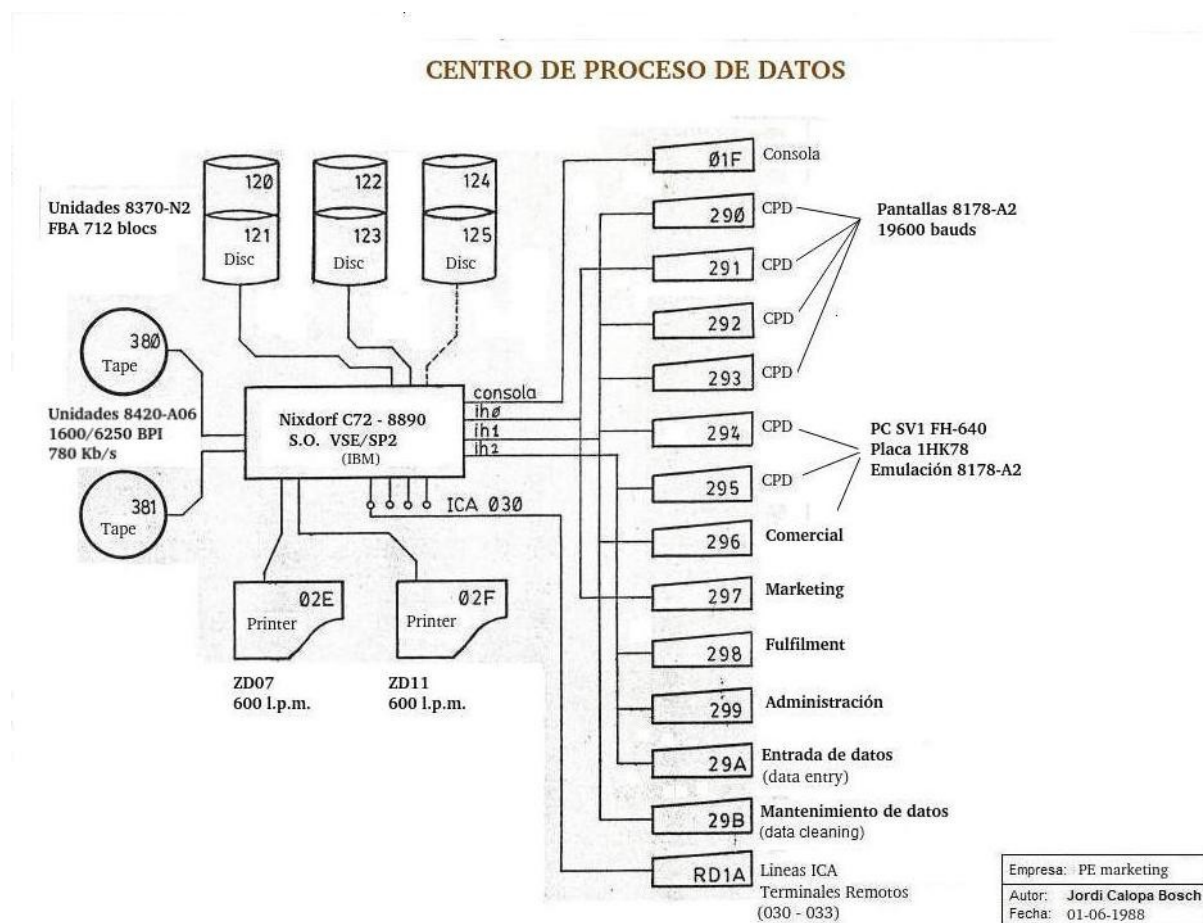 CENTRO DE PROCESO DE DATOS
120
121
Disc
122
123
Disc
124
125
Disc
Unidades 8370-N2
FBA 712 blocs
380
Tape
Unidades 8420-A06
1600/6250 BPI
780 Kb/s
381
Tape
Nixdorf C72 - 8890
S.O. VSE/SP2
(IBM)
consola
ihø
ih1
ih2
ICA 030
02E
Printer
ZD07
600 l.p.m.
02F
Printer
ZD11
600 l.p.m.
Ø1F Consola
29Ø CPD
291 CPD
292 CPD
293 CPD
Pantallas 8178-A2
19600 bauds
294 CPD
295 CPD
PC SV1 FH-640
Placa 1HK78
Emulación 8178-A2
296 Comercial
297 Marketing
298 Fulfilment
299 Administración
29A Entrada de datos
(data entry)
29B Mantenimiento de datos
(data cleaning)
RD1A Lineas ICA
Terminales Remotos
(030 - 033)
Empresa: PE marketing
Autor: Jordi Calopa Bosch
Fecha: 01-06-1988